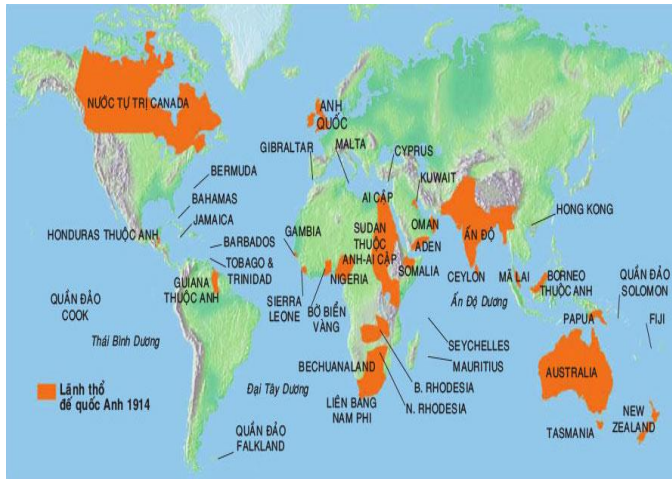 NƯỚC TỰ TRỊ CANADA
ANH
QUỐC
GIBRALTAR
MALTA
CYPRUS
KUWAIT
BERMUDA
BAHAMAS
JAMAICA
HONDURAS THUỘC ANH
BARBADOS
TOBAGO &
TRINIDAD
GUIANA
THUỘC ANH
GAMBIA
AI CẬP
SUDAN
THUỘC
ANH-AI CẬP
OMAN
ADEN
ẤN ĐỘ
HONG KONG
SOMALIA
NIGERIA
SIERRA
LEONE
BỜ BIỂN
VÀNG
CEYLON
MÃ LAI
BORNEO
THUỘC ANH
QUẦN ĐẢO
SOLOMON
QUẦN ĐẢO
COOK
Ấn Độ Dương
PAPUA
FIJI
Thái Bình Dương
SEYCHELLES
MAURITIUS
BECHUANALAND
B. RHODESIA
N. RHODESIA
AUSTRALIA
Đại Tây Dương
LIÊN BANG
NAM PHI
Lãnh thổ
đế quốc Anh 1914
NEW
ZEALAND
TASMANIA
QUẦN ĐẢO
FALKLAND